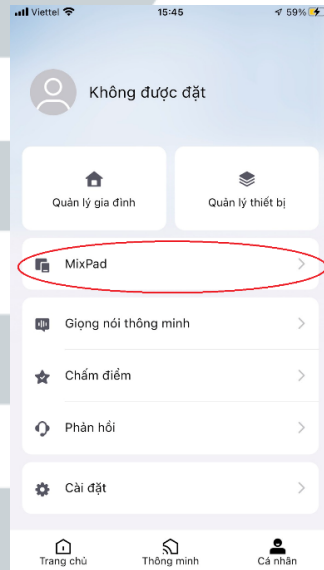 Viettel 15:45 59%
Không được đặt
Quản lý gia đình Quản lý thiết bị
MixPad
Giọng nói thông minh
Chấm điểm
Phản hồi
Cài đặt
Trang chủ Thông minh Cá nhân